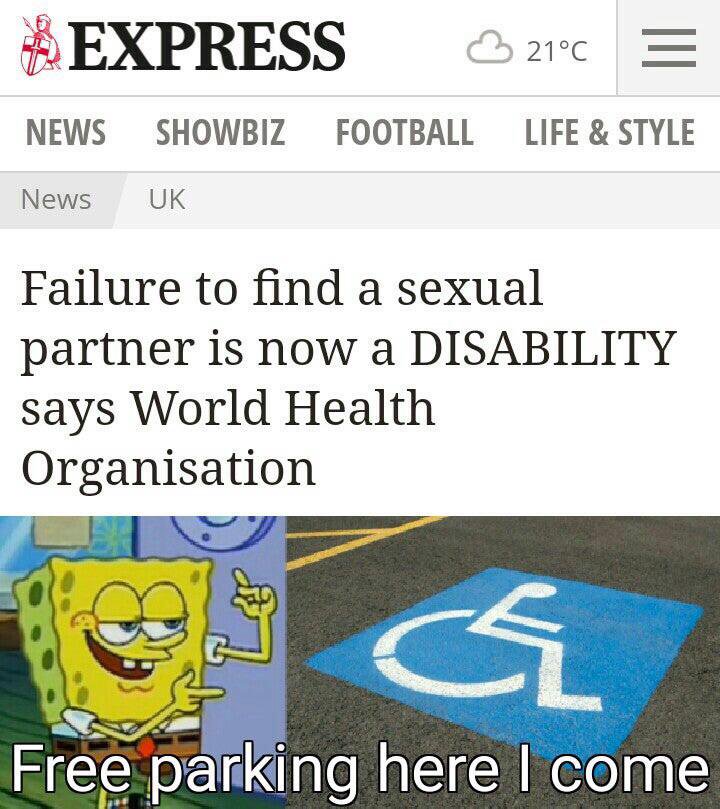 EXPRESS
21°C
NEWS SHOWBIZ FOOTBALL LIFE & STYLE
News UK
Failure to find a sexual
partner is now a DISABILITY
says World Health
Organisation
Free parking here I come